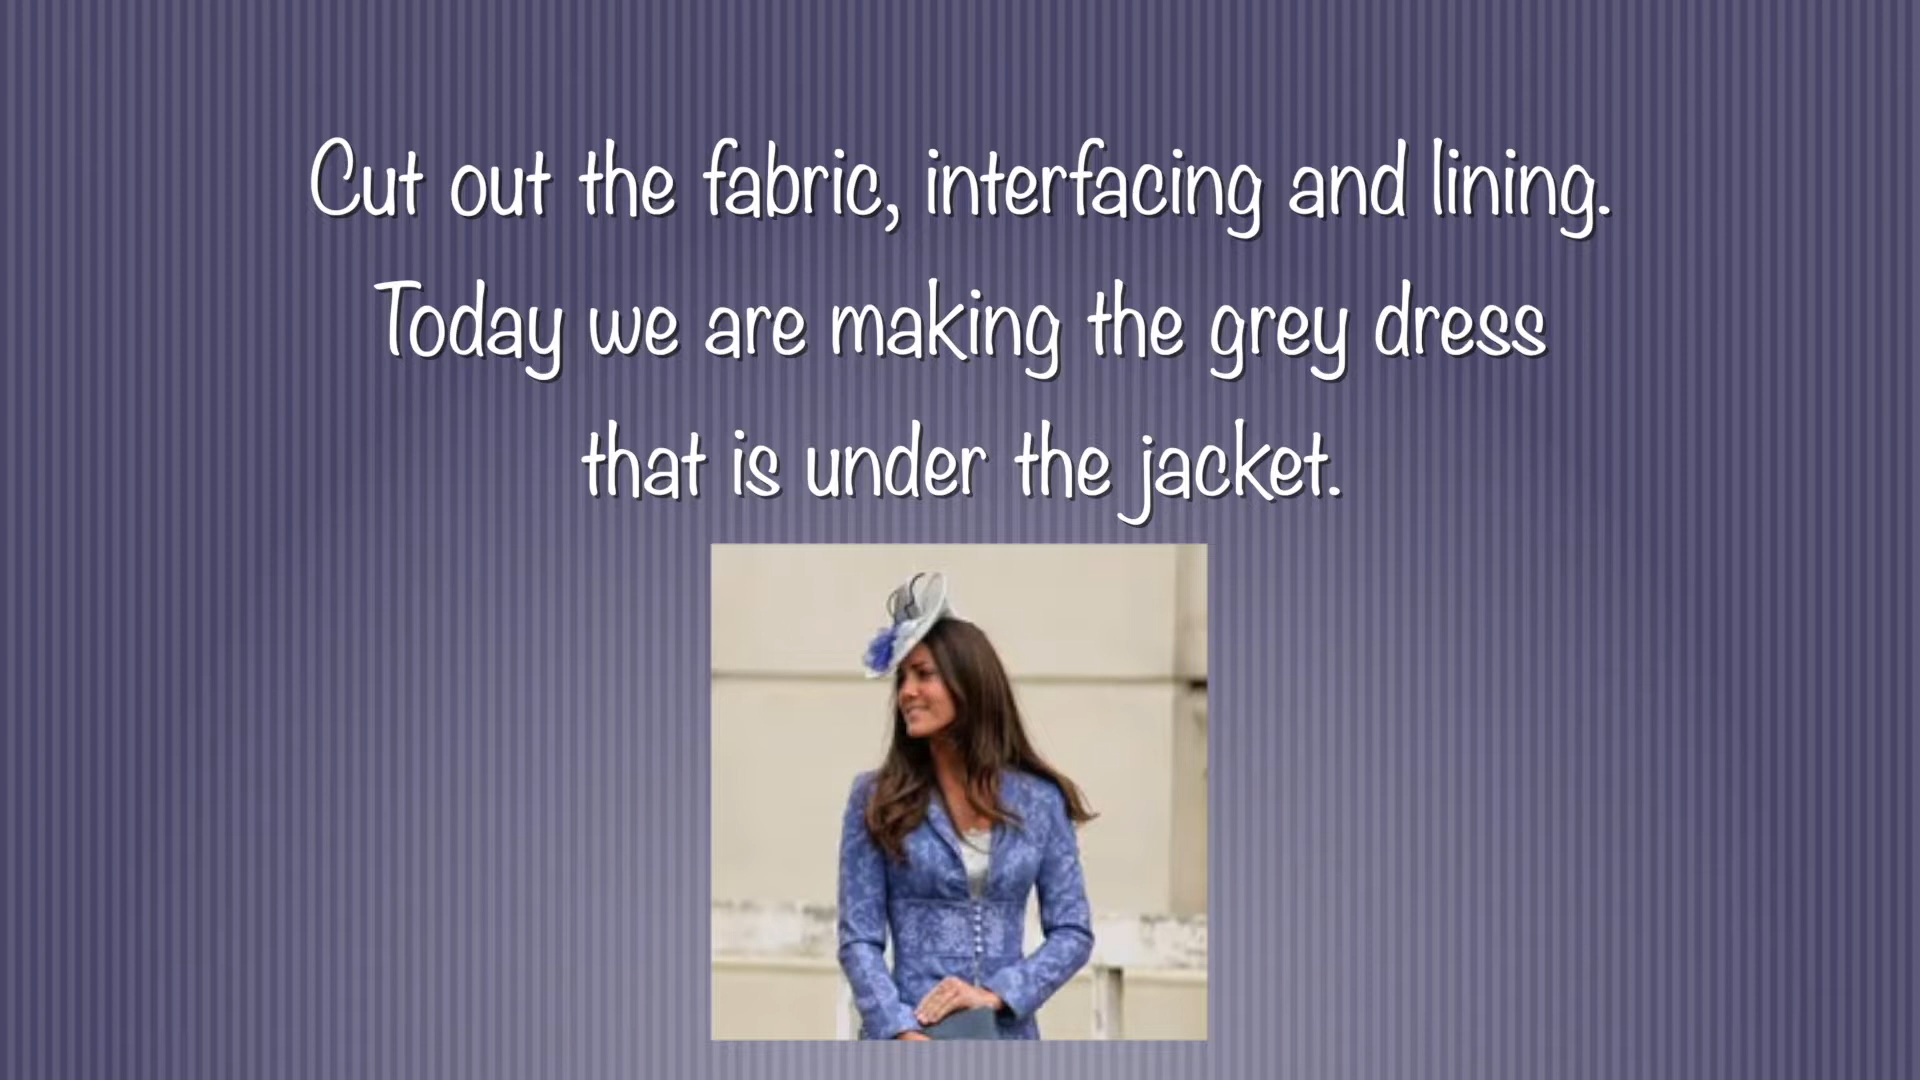 Cut out the fabric, interfacing and lining.
Today we are making the grey dress
that is under the jacket.